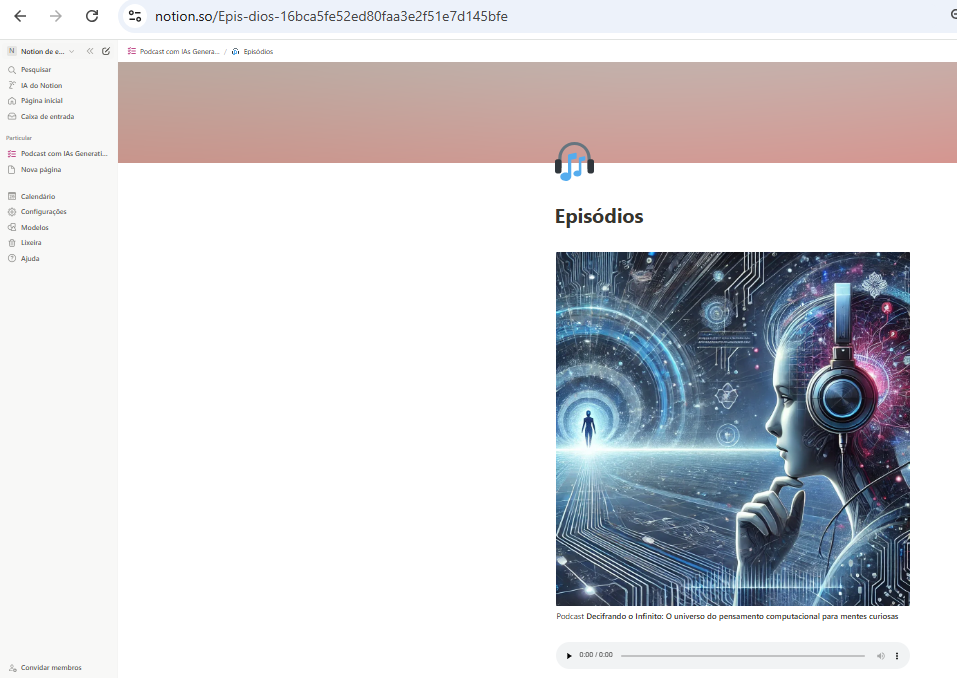 notion.so/Epis-dios-16bca5fe52ed80faa3e2f51e7d145bfe
N Notion de e...
Podcast com IAs Genera... / Episódios
Pesquisar
IA do Notion
Página inicial
Caixa de entrada
Particular
Podcast com IAs Generati...
Nova página
Calendário
Configurações
Modelos
Lixeira
Ajuda
Convidar membros
Episódios
Podcast Decifrando o Infinito: O universo do pensamento computacional para mentes curiosas
0:00 / 0:00